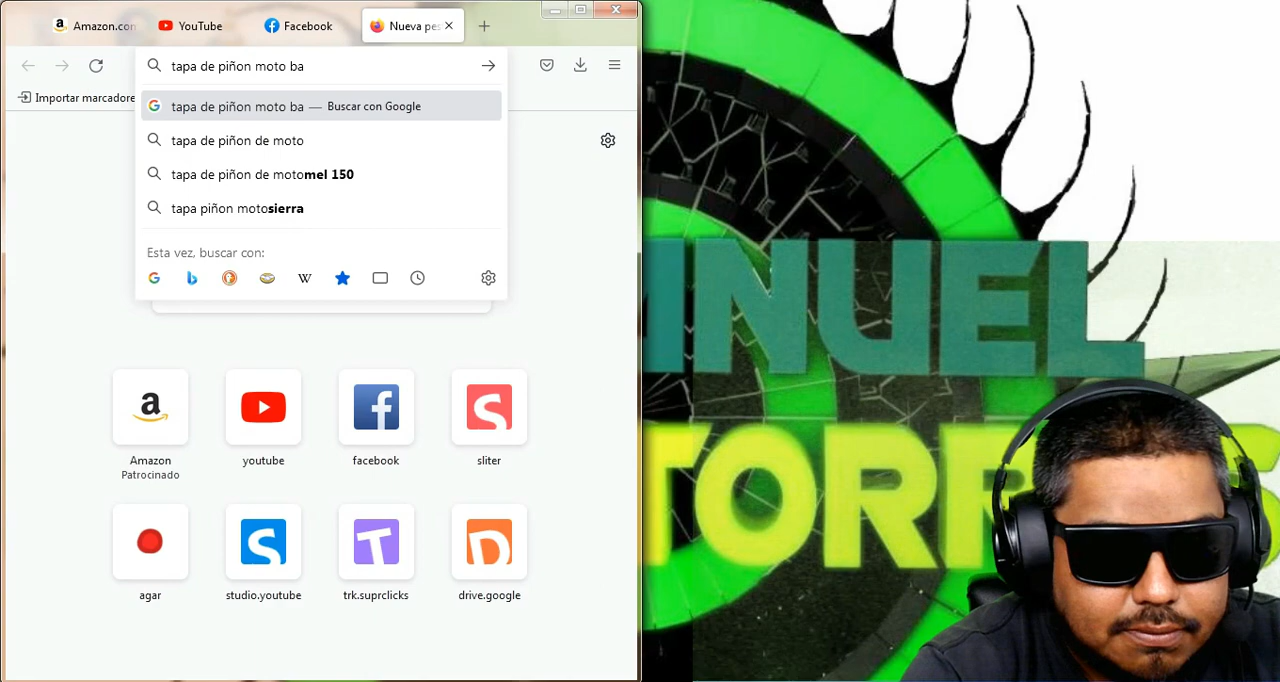 Amazon.com
YouTube
Facebook
Nueva pes
tapa de piñon moto ba
Importar marcadore
tapa de piñon moto ba — Buscar con Google
tapa de piñon de moto
tapa de piñon de motomel 150
tapa piñon motosierra
Esta vez, buscar con:
W
a
Amazon
Patrocinado
youtube
facebook
sliter
agar
studio.youtube
trk.suprclicks
drive.google
NUEL
TORR